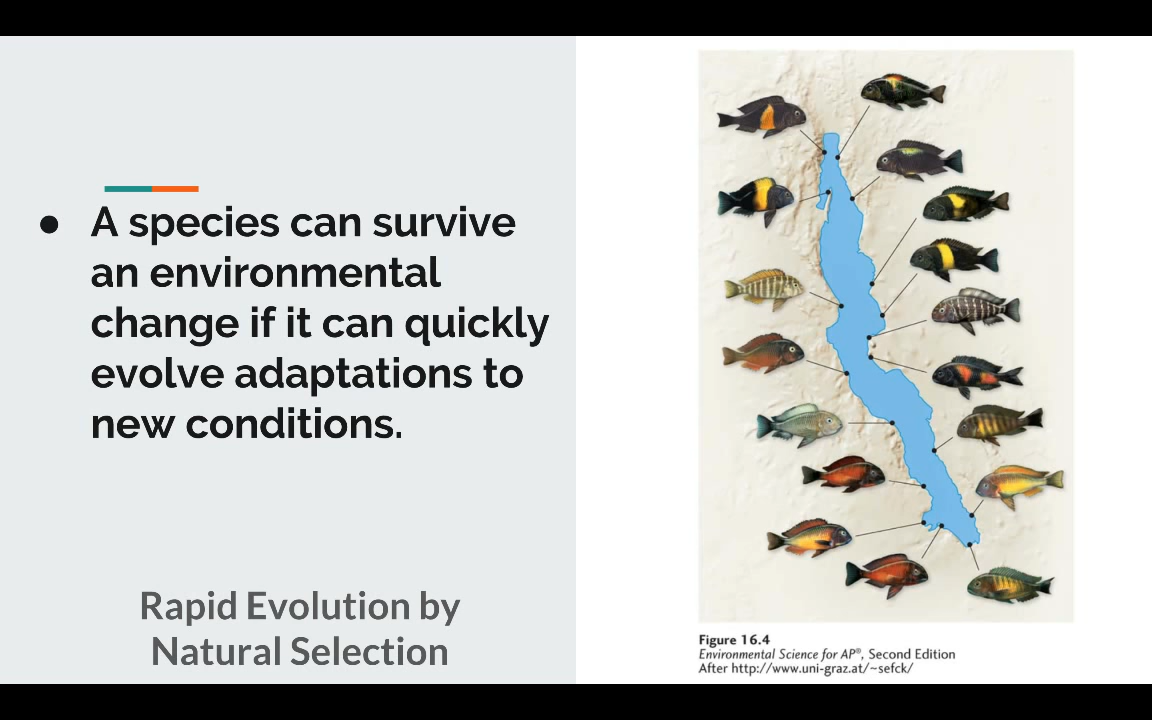 ● A species can survive
an environmental
change if it can quickly
evolve adaptations to
new conditions.
Rapid Evolution by
Natural Selection
Figure 16.4
Environmental Science for AP®, Second Edition
After http://www.uni-graz.at/~sefck/